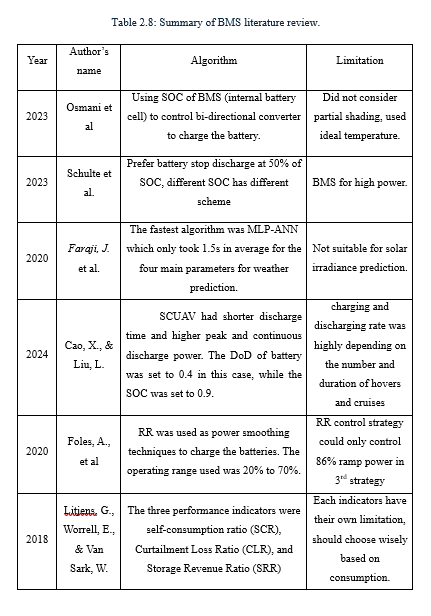 Table 2.8: Summary of BMS literature review.
Year
Author's
name
Algorithm
Limitation
2023
Osmani et
al
Using SOC of BMS (internal battery
cell) to control bi-directional converter
to charge the battery.
Did not consider
partial shading, used
ideal temperature.
2023
Schulte et
al.
Prefer battery stop discharge at 50% of
SOC, different SOC has different
scheme
BMS for high power.
2020
Faraji, J.
et al.
The fastest algorithm was MLP-ANN
which only took 1.5s in average for the
four main parameters for weather
prediction.
Not suitable for solar
irradiance prediction.
2024
Cao, X., &
Liu, L.
SCUAV had shorter discharge
time and higher peak and continuous
discharge power. The DoD of battery
was set to 0.4 in this case, while the
SOC was set to 0.9.
charging and
discharging rate was
highly depending on
the number and
duration of hovers
and cruises
2020
Foles, A.,
et al
RR was used as power smoothing
techniques to charge the batteries. The
operating range used was 20% to 70%.
RR control strategy
could only control
86% ramp power in
3rd strategy
2018
Litjens, G.,
Worrell, E.,
& Van
Sark, W.
The three performance indicators were
self-consumption ratio (SCR),
Curtailment Loss Ratio (CLR), and
Storage Revenue Ratio (SRR)
Each indicators have
their own limitation,
should choose wisely
based on
consumption.